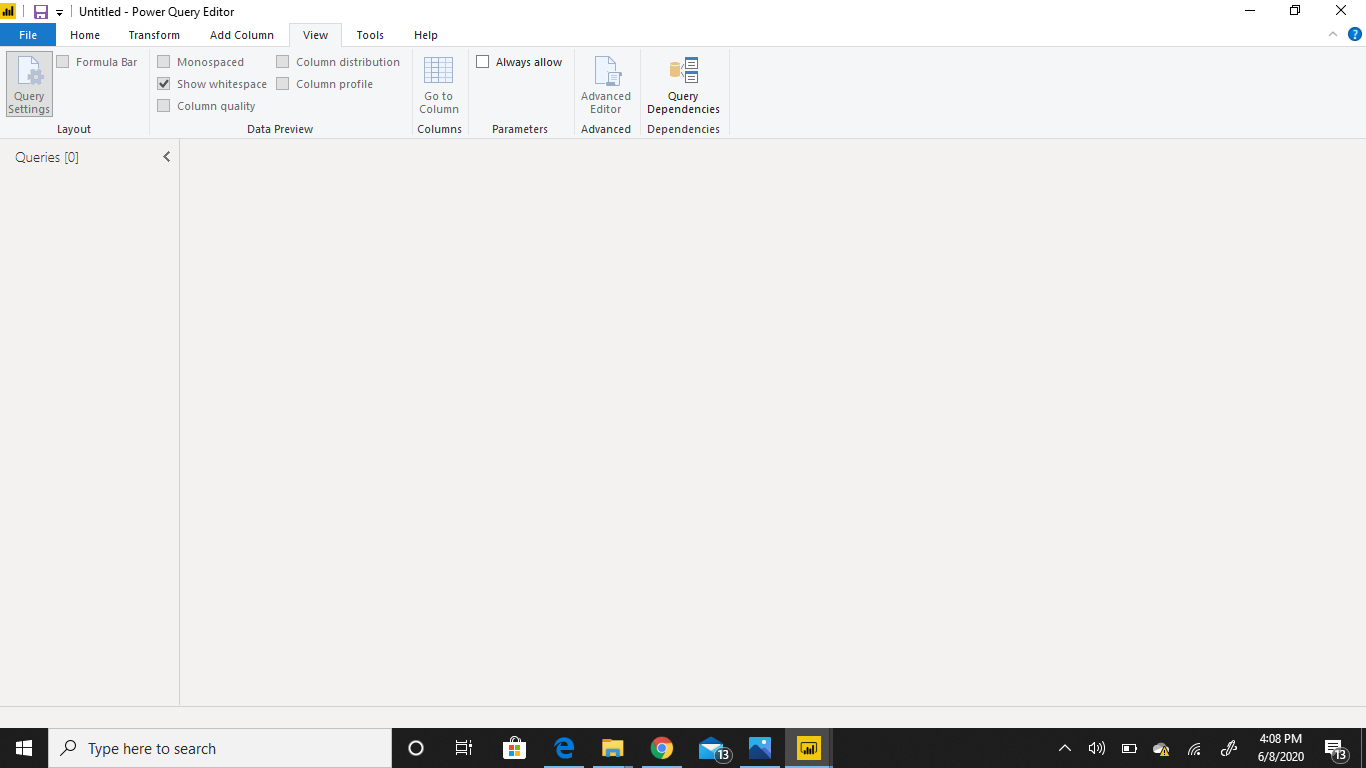 Untitled - Power Query Editor
File Home Transform Add Column View Tools Help
Query Settings
Formula Bar
Layout
Monospaced
Show whitespace
Column quality
Column distribution
Column profile
Data Preview
Go to Column
Columns
Always allow
Parameters
Advanced Editor
Advanced
Query Dependencies
Dependencies
Queries [0]
Type here to search
13
4:08 PM
6/8/2020
13